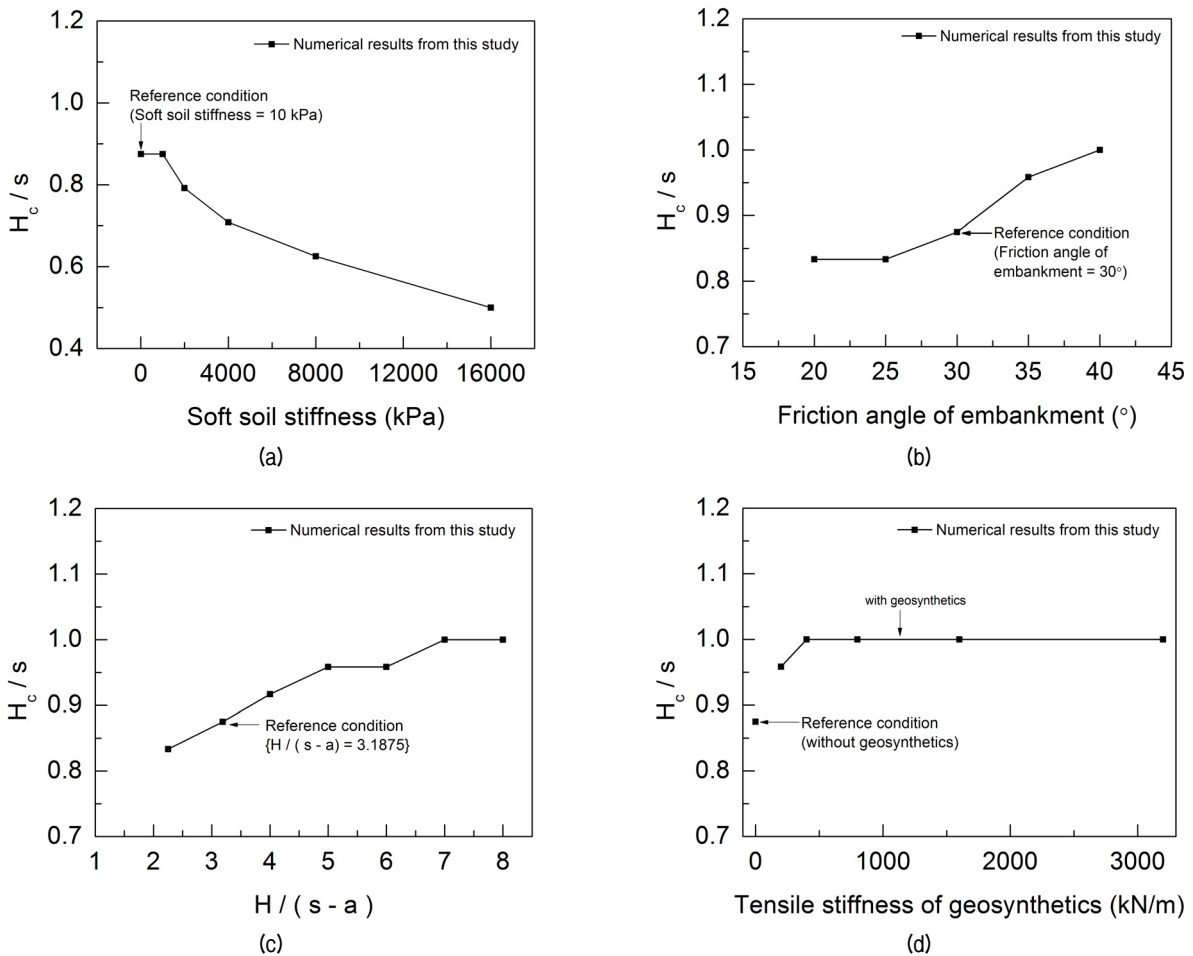 1.2
1.0
0.8
0.6
0.4
H_c / s
Numerical results from this study
Reference condition
(Soft soil stiffness = 10 kPa)
0 4000 8000 12000 16000
Soft soil stiffness (kPa)
(a)
1.2
1.1
1.0
0.9
0.8
0.7
H_c / s
Numerical results from this study
Reference condition
(Friction angle of
embankment = 30°)
15 20 25 30 35 40 45
Friction angle of embankment (°)
(b)
1.2
1.1
1.0
0.9
0.8
0.7
H_c / s
Numerical results from this study
Reference condition
{H / ( s - a) = 3.1875}
1 2 3 4 5 6 7 8
H / ( s - a )
(c)
1.2
1.1
1.0
0.9
0.8
0.7
H_c / s
Numerical results from this study
with geosynthetics
Reference condition
(without geosynthetics)
0 1000 2000 3000
Tensile stiffness of geosynthetics (kN/m)
(d)